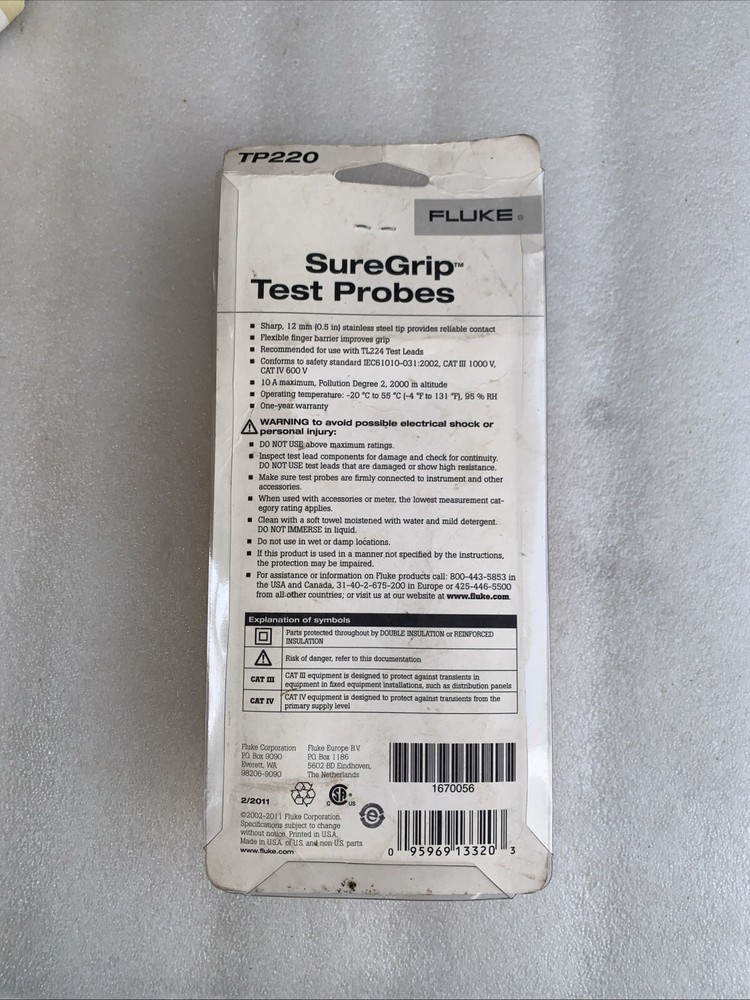 TP220
FLUKE®
SureGrip™
Test Probes
■ Sharp, 12 mm (0.5 in) stainless steel tip provides reliable contact
■ Flexible finger barrier improves grip
■ Recommended for use with TL224 Test Leads
■ Conforms to safety standard IEC61010-031:2002, CAT III 1000 V,
CAT IV 600 V
■ 10 A maximum, Pollution Degree 2, 2000 m altitude
■ Operating temperature: -20 °C to 55 °C (-4 °F to 131 °F), 95 % RH
■ One-year warranty
WARNING to avoid possible electrical shock or
personal injury:
■ DO NOT USE above maximum ratings.
■ Inspect test lead components for damage and check for continuity.
DO NOT USE test leads that are damaged or show high resistance.
■ Make sure test probes are firmly connected to instrument and other
accessories.
■ When used with accessories or meter, the lowest measurement cat-
egory rating applies.
■ Clean with a soft towel moistened with water and mild detergent.
DO NOT IMMERSE in liquid.
■ Do not use in wet or damp locations.
■ If this product is used in a manner not specified by the instructions,
the protection may be impaired.
■ For assistance or information on Fluke products call: 800-443-5853 in
the USA and Canada, 31-40-2-675-200 in Europe or 425-446-5500
from all other countries; or visit us at our website at www.fluke.com.
Explanation of symbols
Parts protected throughout by DOUBLE INSULATION or REINFORCED
INSULATION
Risk of danger, refer to this documentation
CAT III CAT III equipment is designed to protect against transients in
equipment in fixed equipment installations, such as distribution panels
CAT IV CAT IV equipment is designed to protect against transients from the
primary supply level
Fluke Corporation
P.O. Box 9090
Everett, WA
98206-9090
Fluke Europe B.V.
P.O. Box 1186
5602 BD Eindhoven,
The Netherlands
1670056
2/2011
C SA® US
©2002-2011 Fluke Corporation.
Specifications subject to change
without notice. Printed in U.S.A.
Made in U.S.A. of U.S. and non U.S. parts
www.fluke.com
0 95969 13320 3